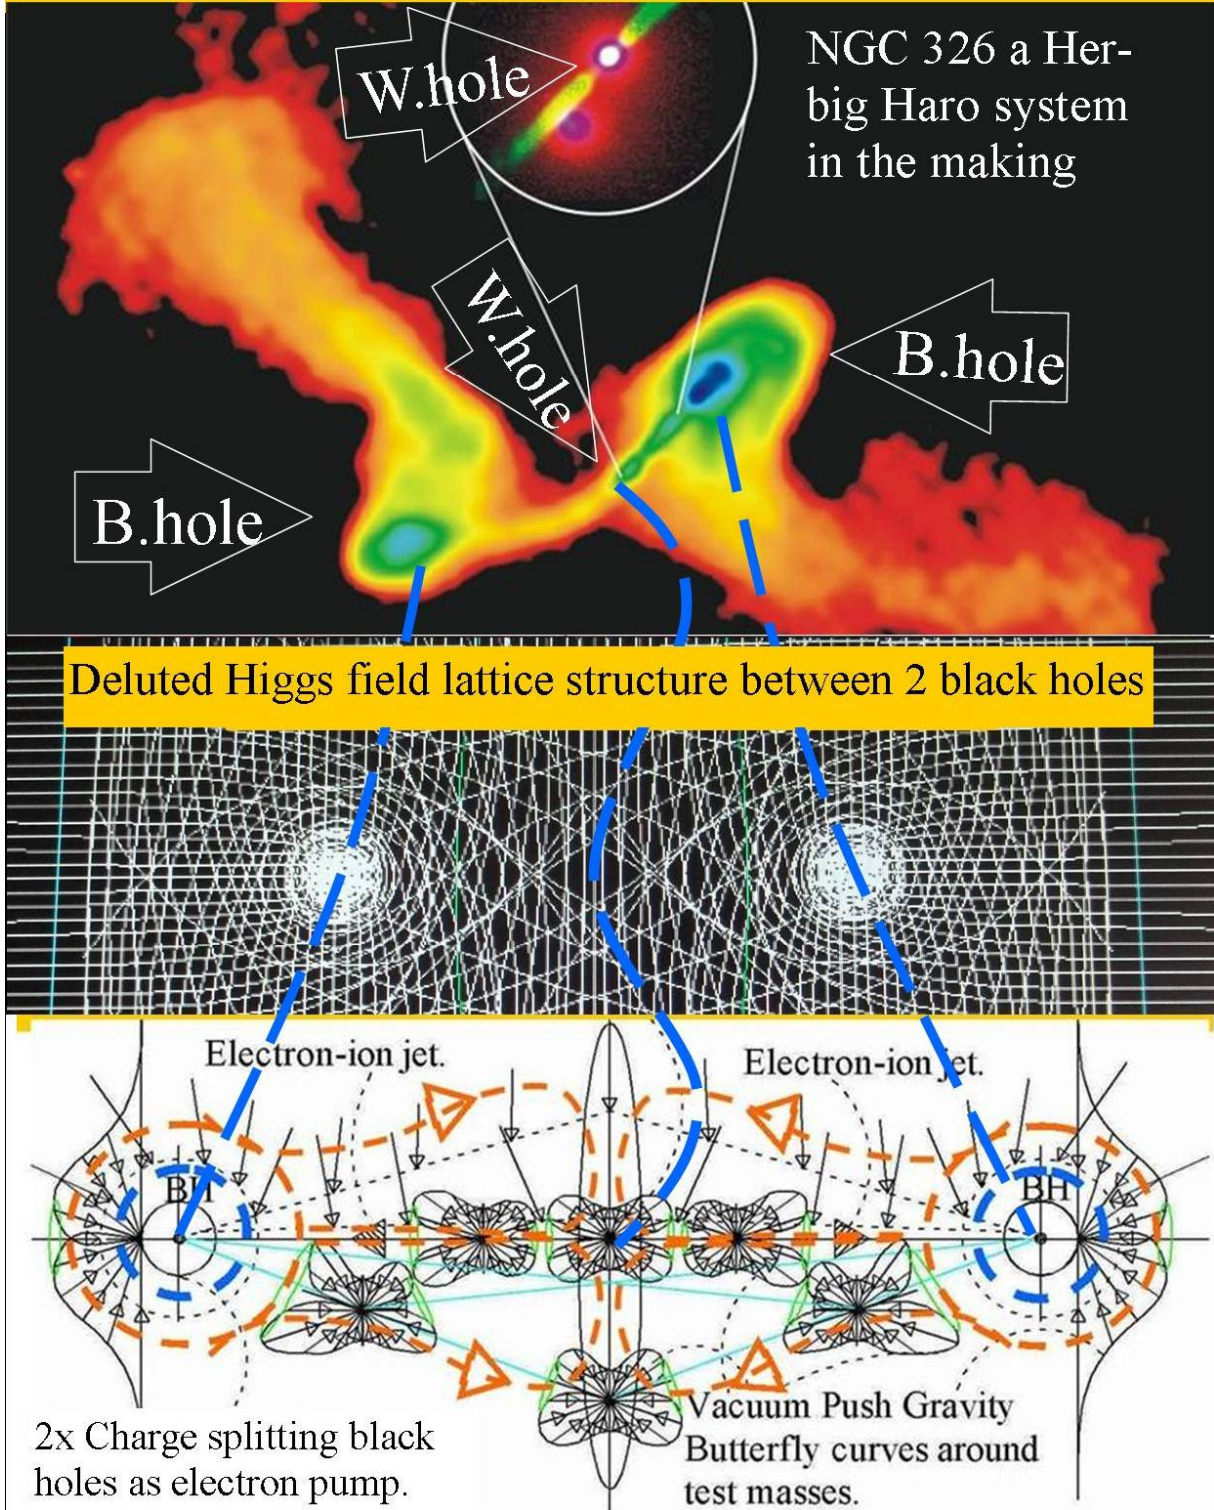 W.hole
NGC 326 a Her-
big Haro system
in the making
W.hole
B.hole
B.hole
Deluted Higgs field lattice structure between 2 black holes
Electron-ion jet.
Electron-ion jet.
BH
BH
2x Charge splitting black
holes as electron pump.
Vacuum Push Gravity
Butterfly curves around
test masses.